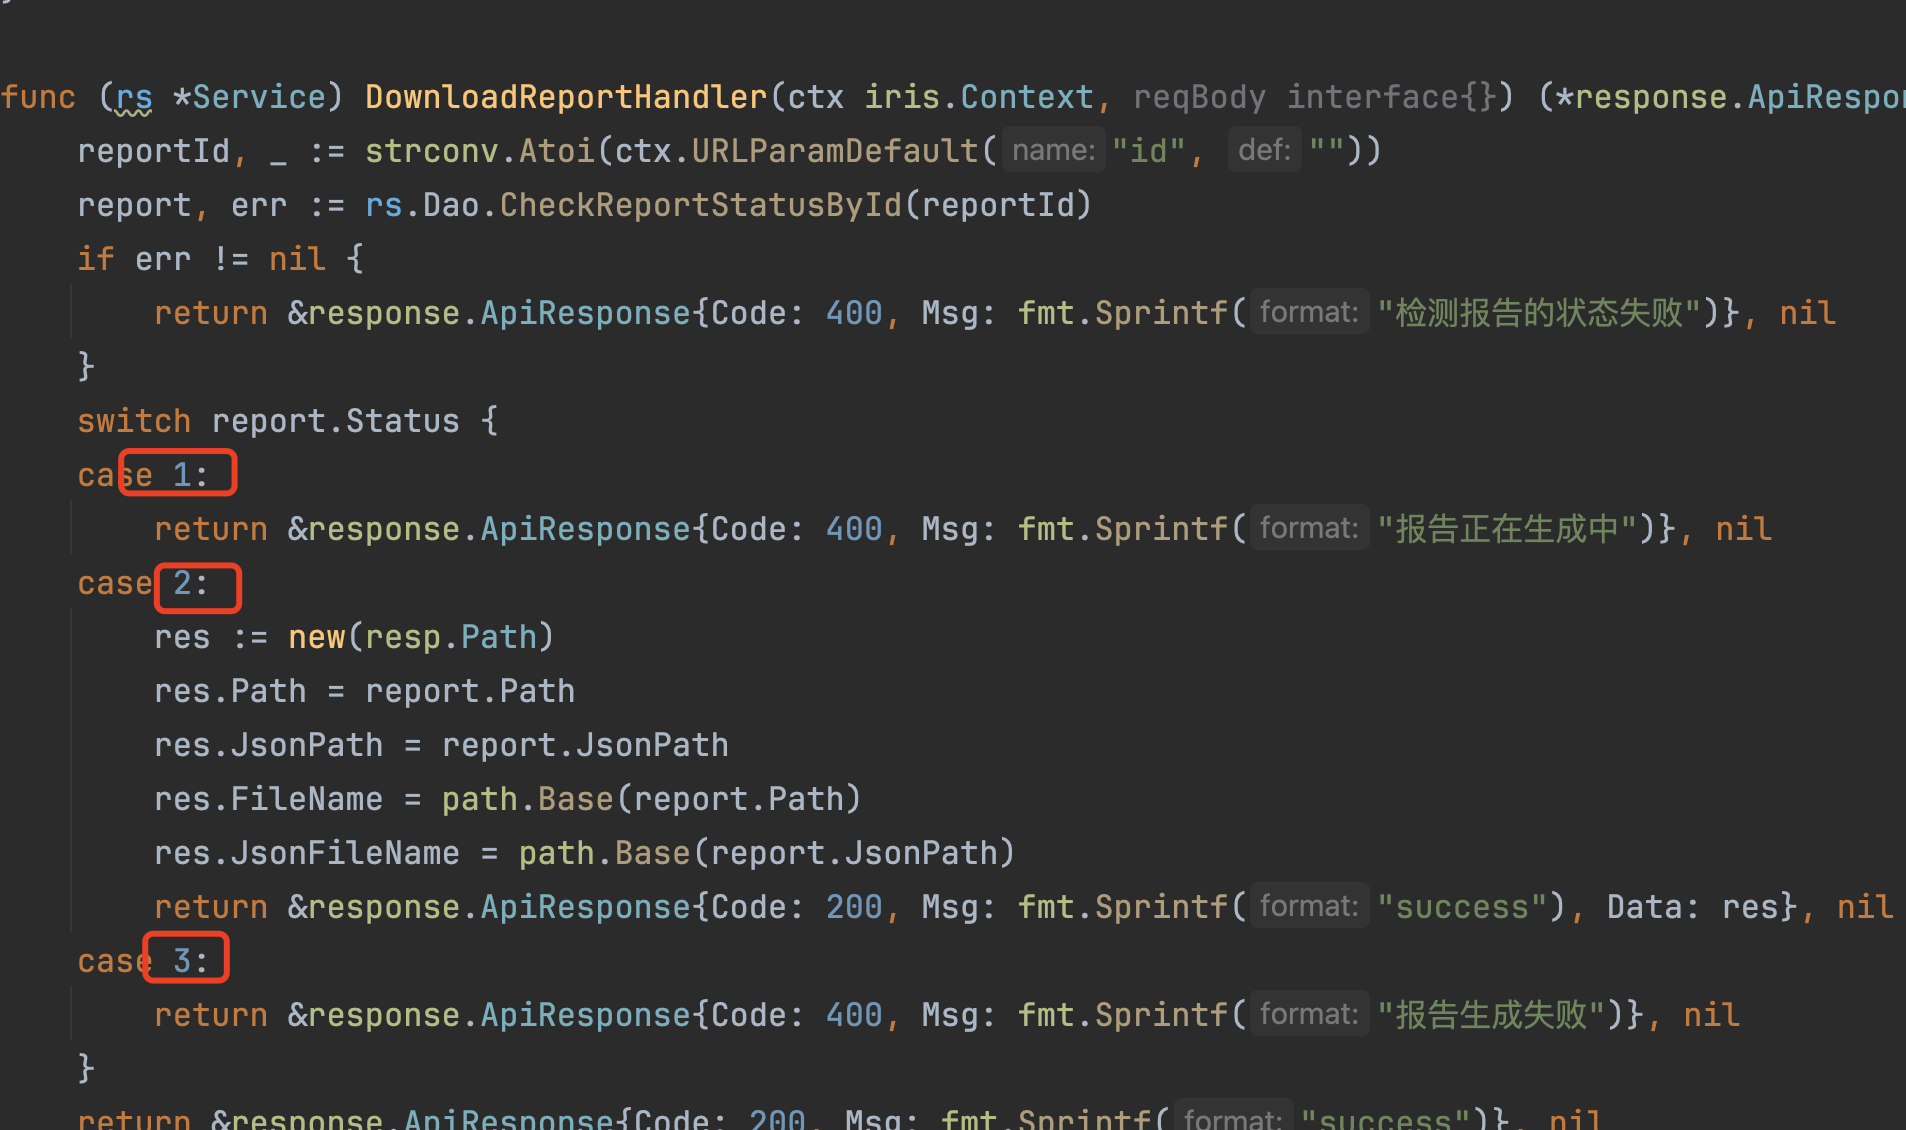 func (rs *Service) DownloadReportHandler(ctx iris.Context, reqBody interface{}) (*response.ApiRespon
reportId, _ := strconv.Atoi(ctx.URLParamDefault( name: "id", def: ""))
report, err := rs.Dao.CheckReportStatusById(reportId)
if err != nil {
return &response.ApiResponse{Code: 400, Msg: fmt.Sprintf( format: "检测报告的状态失败")}, nil
}
switch report.Status {
case 1:
return &response.ApiResponse{Code: 400, Msg: fmt.Sprintf( format: "报告正在生成中")}, nil
case 2:
res := new(resp.Path)
res.Path = report.Path
res.JsonPath = report.JsonPath
res.FileName = path.Base(report.Path)
res.JsonFileName = path.Base(report.JsonPath)
return &response.ApiResponse{Code: 200, Msg: fmt.Sprintf( format: "success"), Data: res}, nil
case 3:
return &response.ApiResponse{Code: 400, Msg: fmt.Sprintf( format: "报告生成失败")}, nil
}
return &response.ApiResponse{Code: 200, Msg: fmt.Sprintf( format: "success")}, nil